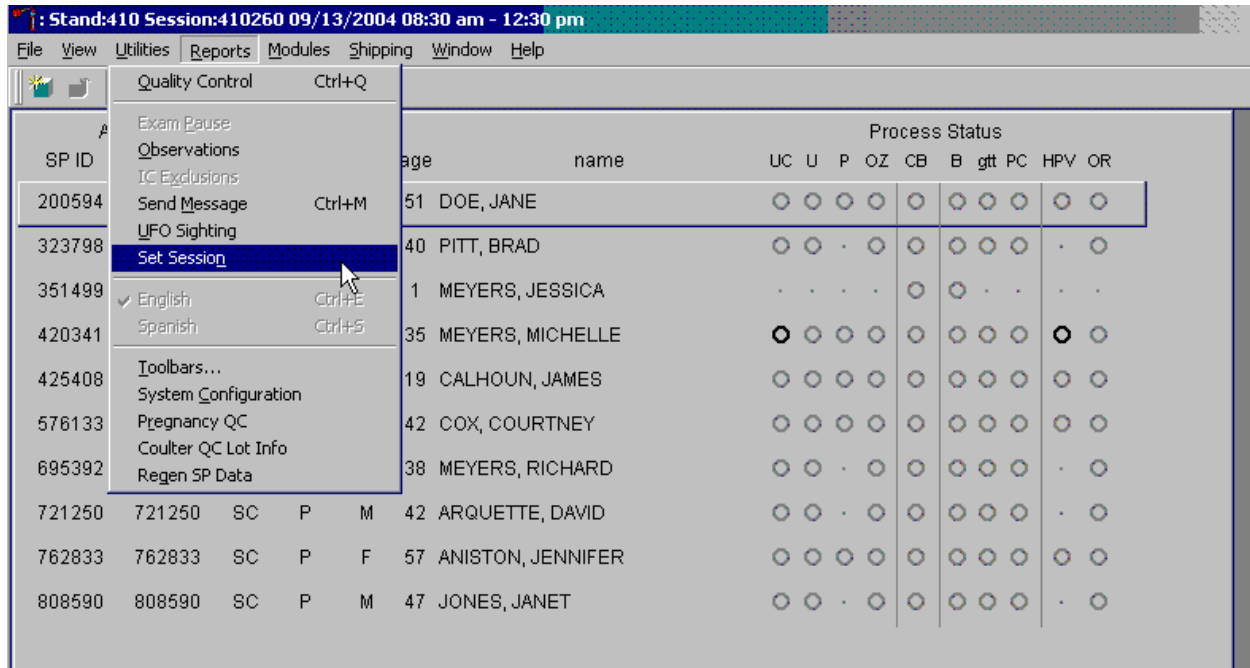 : Stand:410 Session:410260 09/13/2004 08:30 am - 12:30 pm
File View Utilities Reports Modules Shipping Window Help
Quality Control Ctrl+Q
Exam Pause
Observations
IC Exclusions
Send Message Ctrl+M
UFO Sighting
Set Session
English Ctrl+E
Spanish Ctrl+S
Toolbars...
System Configuration
Pregnancy QC
Coulter QC Lot Info
Regen SP Data
A Process Status
SP ID age name UC U P OZ CB B gtt PC HPV OR
200594 51 DOE, JANE
323798 40 PITT, BRAD
351499 1 MEYERS, JESSICA
420341 35 MEYERS, MICHELLE
425408 19 CALHOUN, JAMES
576133 42 COX, COURTNEY
695392 38 MEYERS, RICHARD
721250 721250 SC P M 42 ARQUETTE, DAVID
762833 762833 SC P F 57 ANISTON, JENNIFER
808590 808590 SC P M 47 JONES, JANET